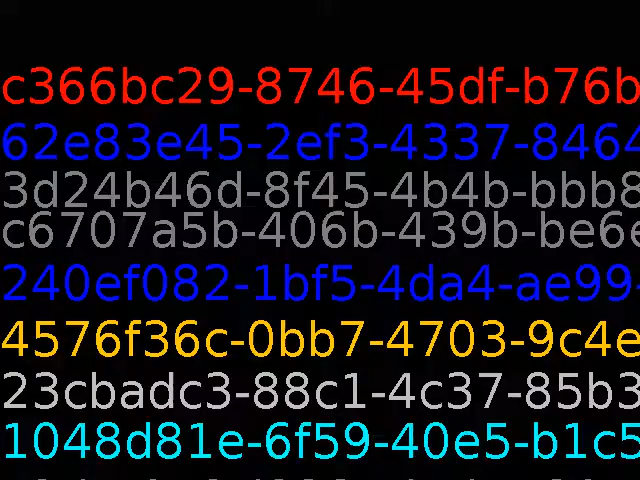 c366bc29-8746-45df-b76b
62e83e45-2ef3-4337-8464
3d24b46d-8f45-4b4b-bbb8
c6707a5b-406b-439b-be6e
240ef082-1bf5-4da4-ae99-
4576f36c-0bb7-4703-9c4e
23cbadc3-88c1-4c37-85b3
1048d81e-6f59-40e5-b1c5